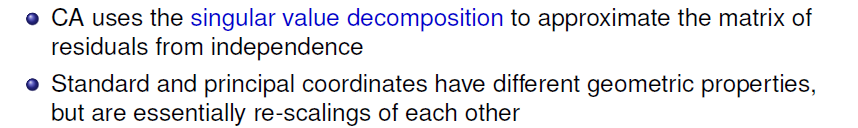 CA uses the singular value decomposition to approximate the matrix of
residuals from independence
Standard and principal coordinates have different geometric properties,
but are essentially re-scalings of each other